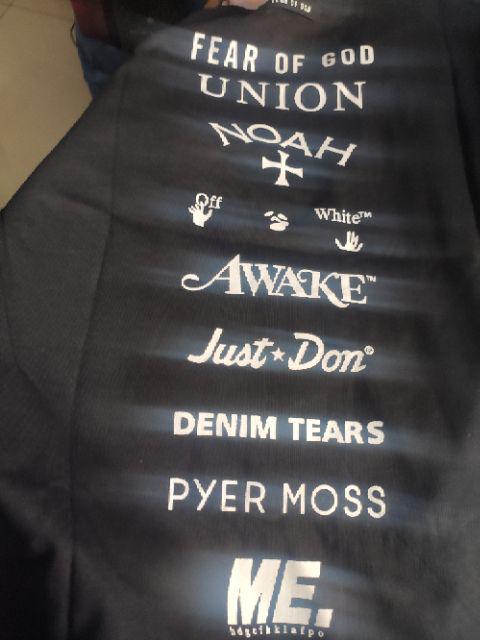 FEAR OF GOD
UNION
NOAH
Off White™
AWAKE™
Just★Don®
DENIM TEARS
PYER MOSS
ME.